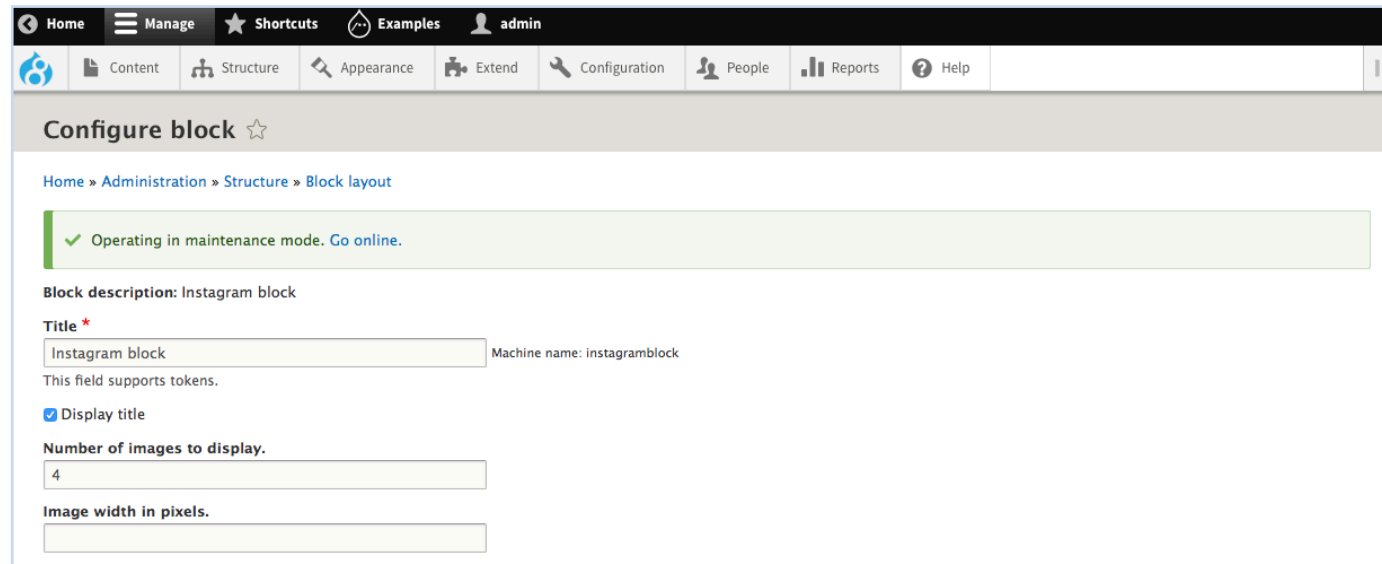 Home Manage Shortcuts Examples admin
Content Structure Appearance Extend Configuration People Reports Help
Configure block
Home » Administration » Structure » Block layout
Operating in maintenance mode. Go online.
Block description: Instagram block
Title *
Instagram block Machine name: instagramblock
This field supports tokens.
Display title
Number of images to display.
4
Image width in pixels.